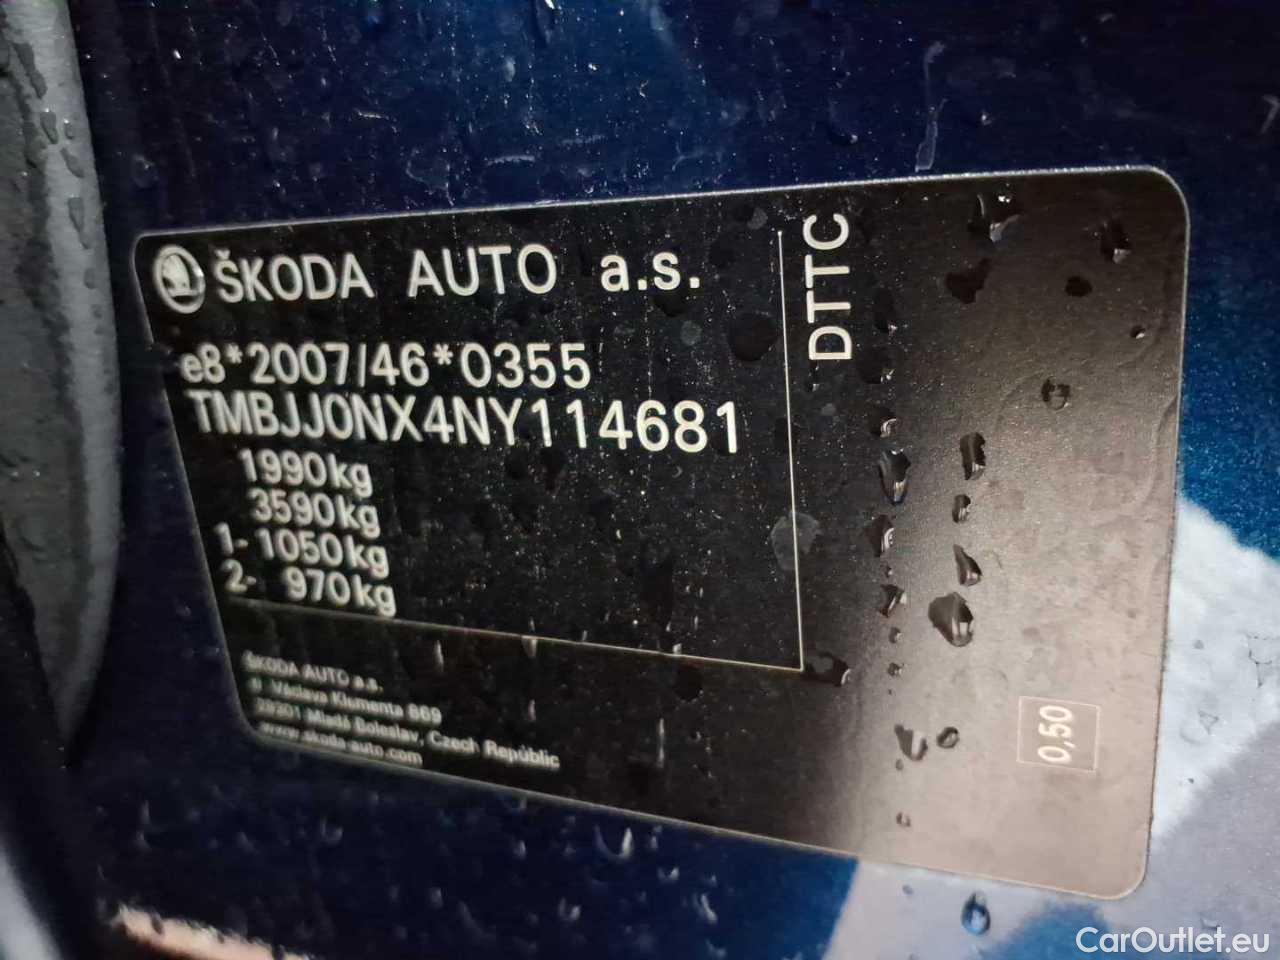 ŠKODA AUTO a.s.
e8*2007/46*0355
TMBJJ0NX4NY114681
1990kg
3590kg
1- 1050kg
2- 970kg
DTTC
ŠKODA AUTO a.s.
tř. Václava Klementa 869
29301 Mladá Boleslav, Czech Republic
www.skoda-auto.com
0,50
CarOutlet.eu